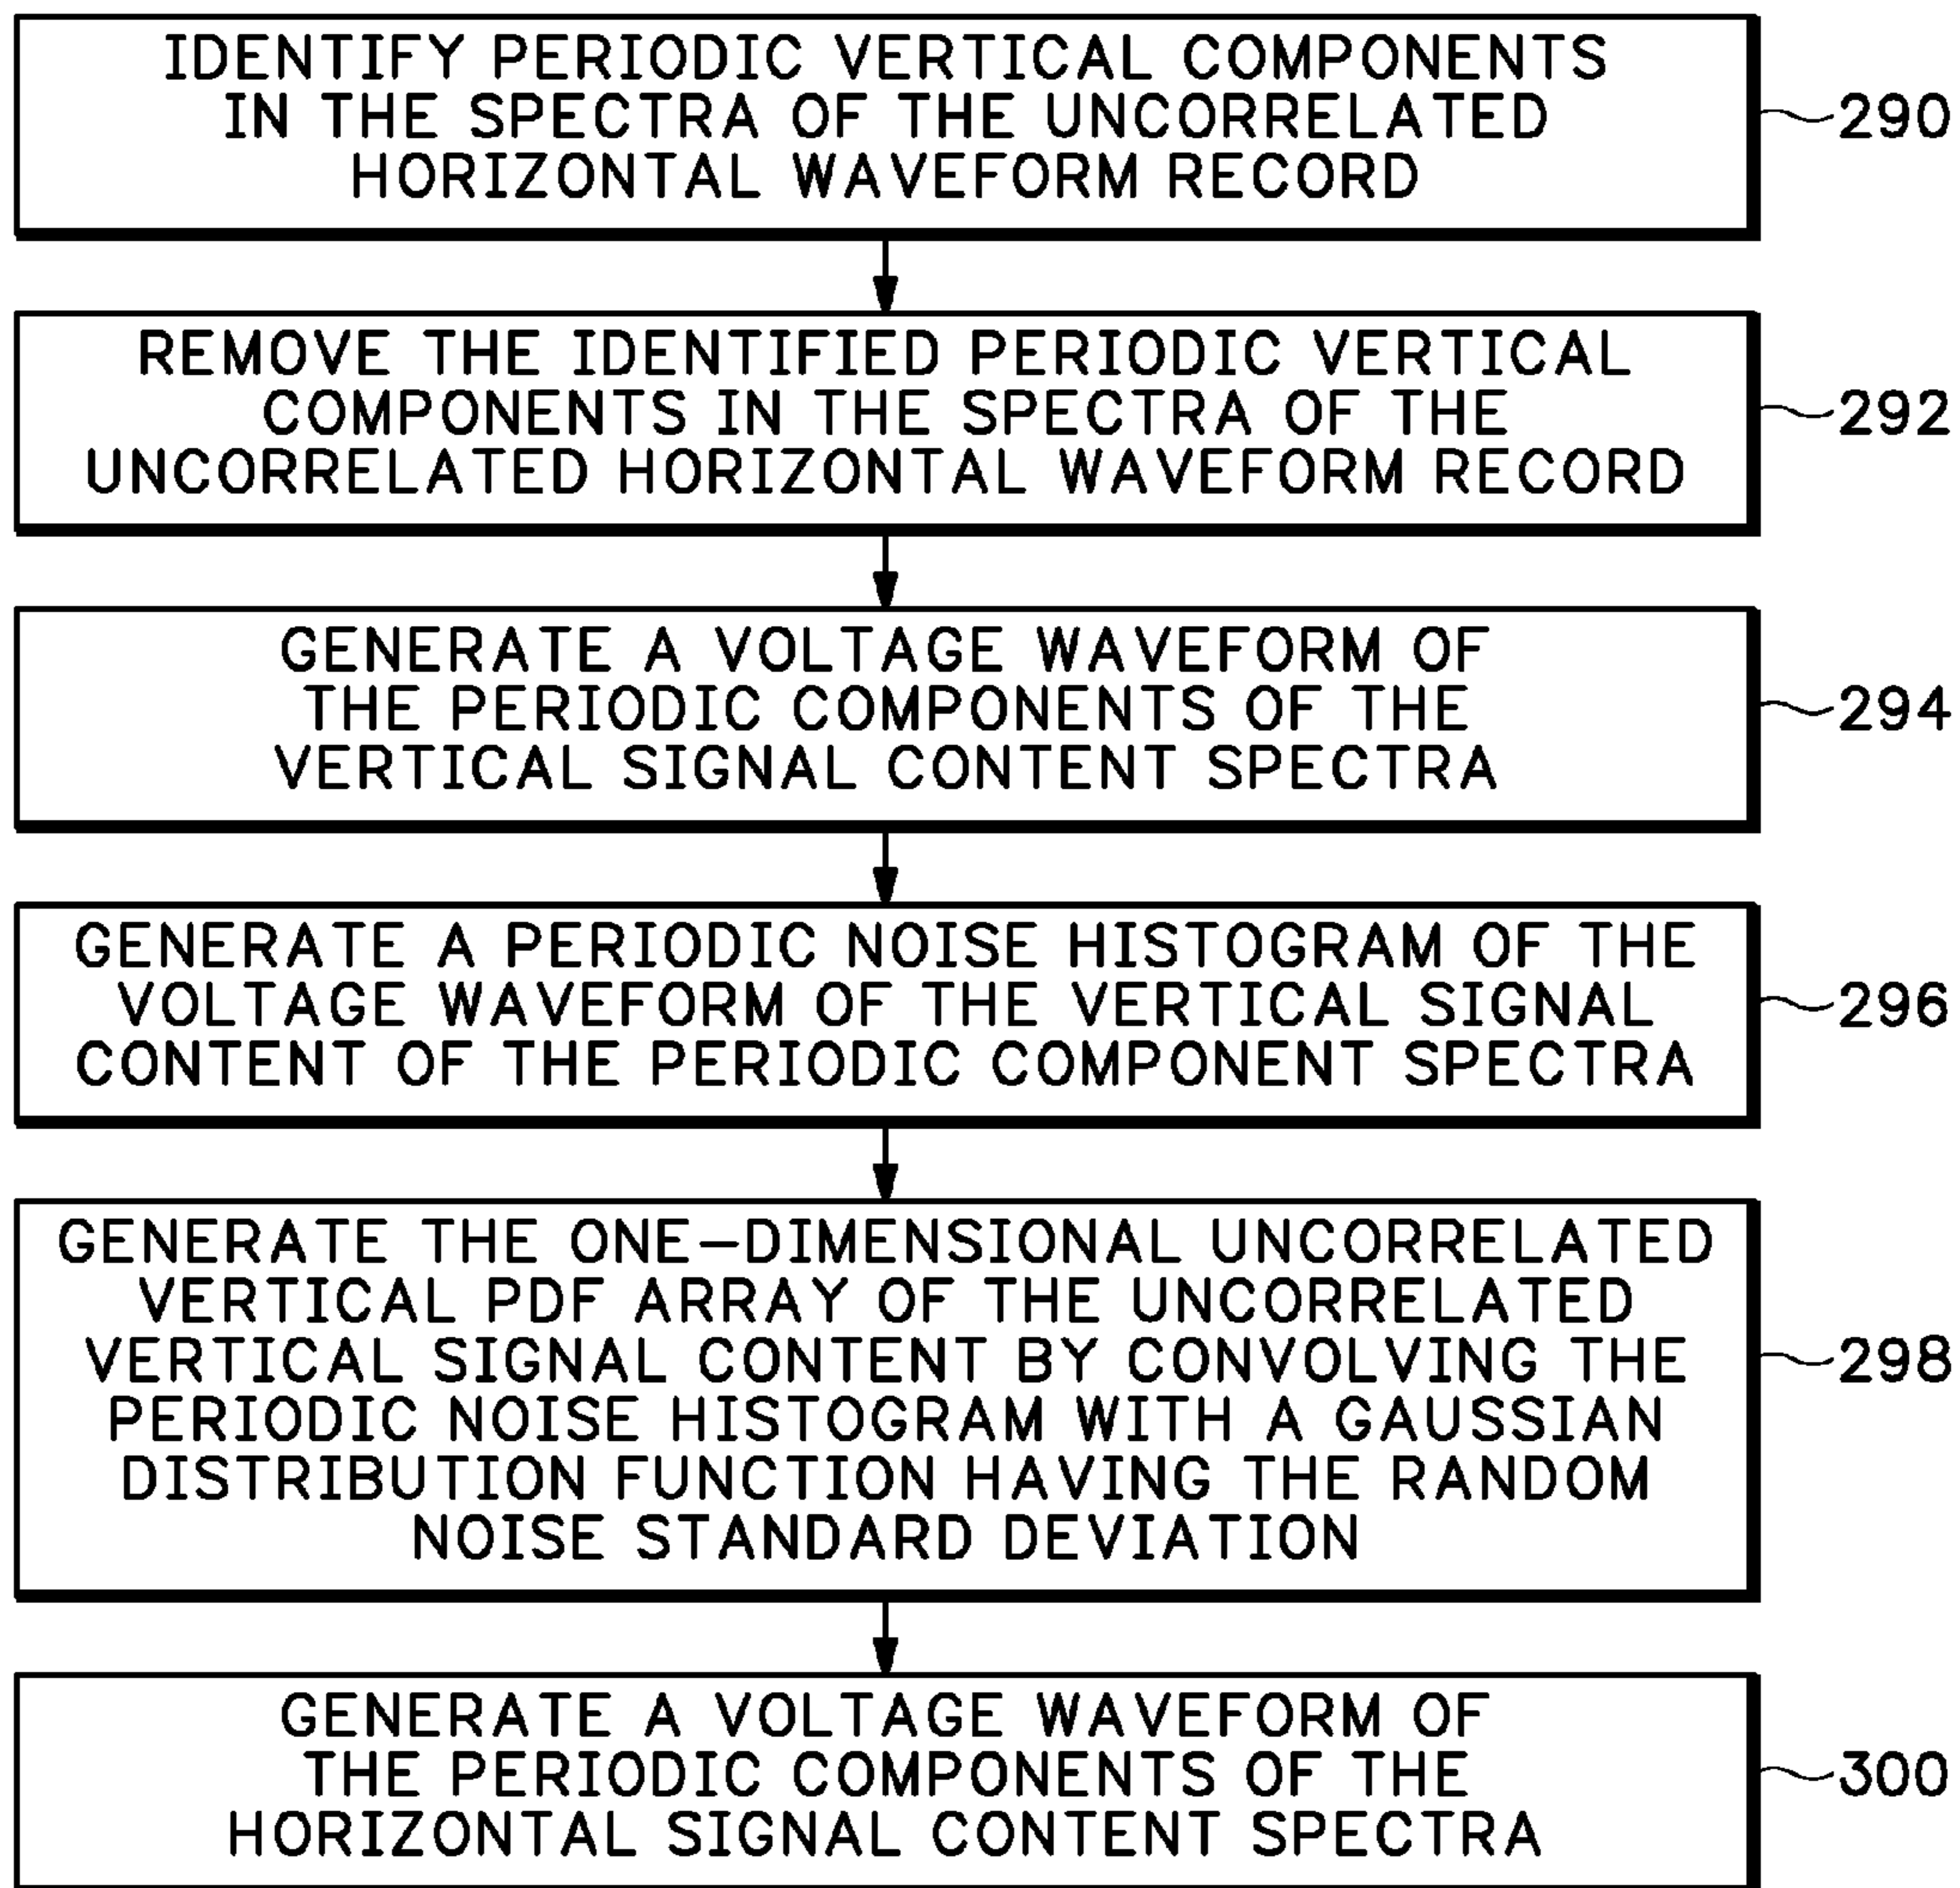 IDENTIFY PERIODIC VERTICAL COMPONENTS
IN THE SPECTRA OF THE UNCORRELATED
HORIZONTAL WAVEFORM RECORD
290
REMOVE THE IDENTIFIED PERIODIC VERTICAL
COMPONENTS IN THE SPECTRA OF THE
UNCORRELATED HORIZONTAL WAVEFORM RECORD
292
GENERATE A VOLTAGE WAVEFORM OF
THE PERIODIC COMPONENTS OF THE
VERTICAL SIGNAL CONTENT SPECTRA
294
GENERATE A PERIODIC NOISE HISTOGRAM OF THE
VOLTAGE WAVEFORM OF THE VERTICAL SIGNAL
CONTENT OF THE PERIODIC COMPONENT SPECTRA
296
GENERATE THE ONE-DIMENSIONAL UNCORRELATED
VERTICAL PDF ARRAY OF THE UNCORRELATED
VERTICAL SIGNAL CONTENT BY CONVOLVING THE
PERIODIC NOISE HISTOGRAM WITH A GAUSSIAN
DISTRIBUTION FUNCTION HAVING THE RANDOM
NOISE STANDARD DEVIATION
298
GENERATE A VOLTAGE WAVEFORM OF
THE PERIODIC COMPONENTS OF THE
HORIZONTAL SIGNAL CONTENT SPECTRA
300